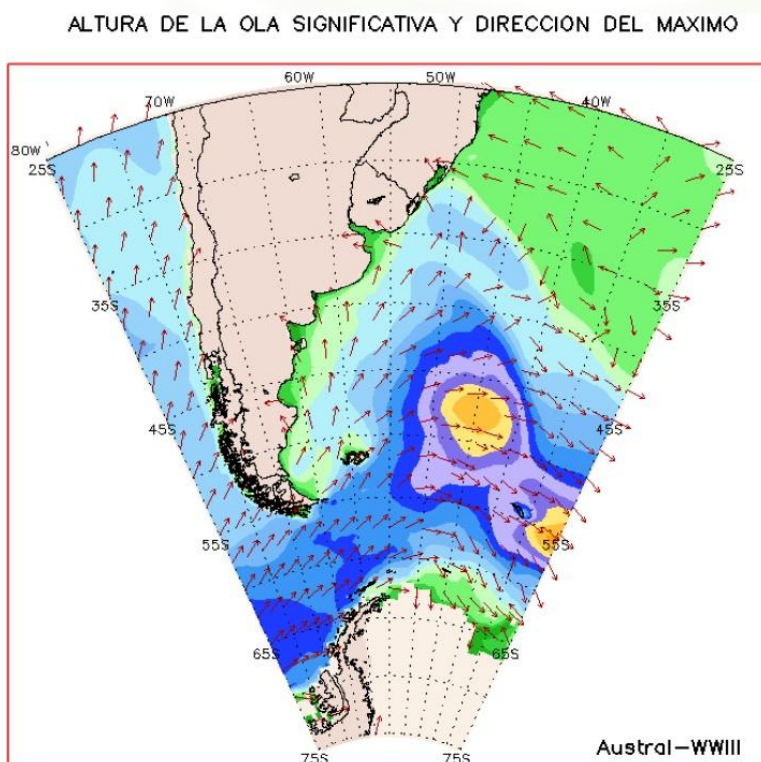 ALTURA DE LA OLA SIGNIFICATIVA Y DIRECCION DEL MAXIMO
60W 50W
70W 40W
80W
25S 25S
35S 35S
45S 45S
55S 55S
65S 65S
75S 75S
Austral-WWIII